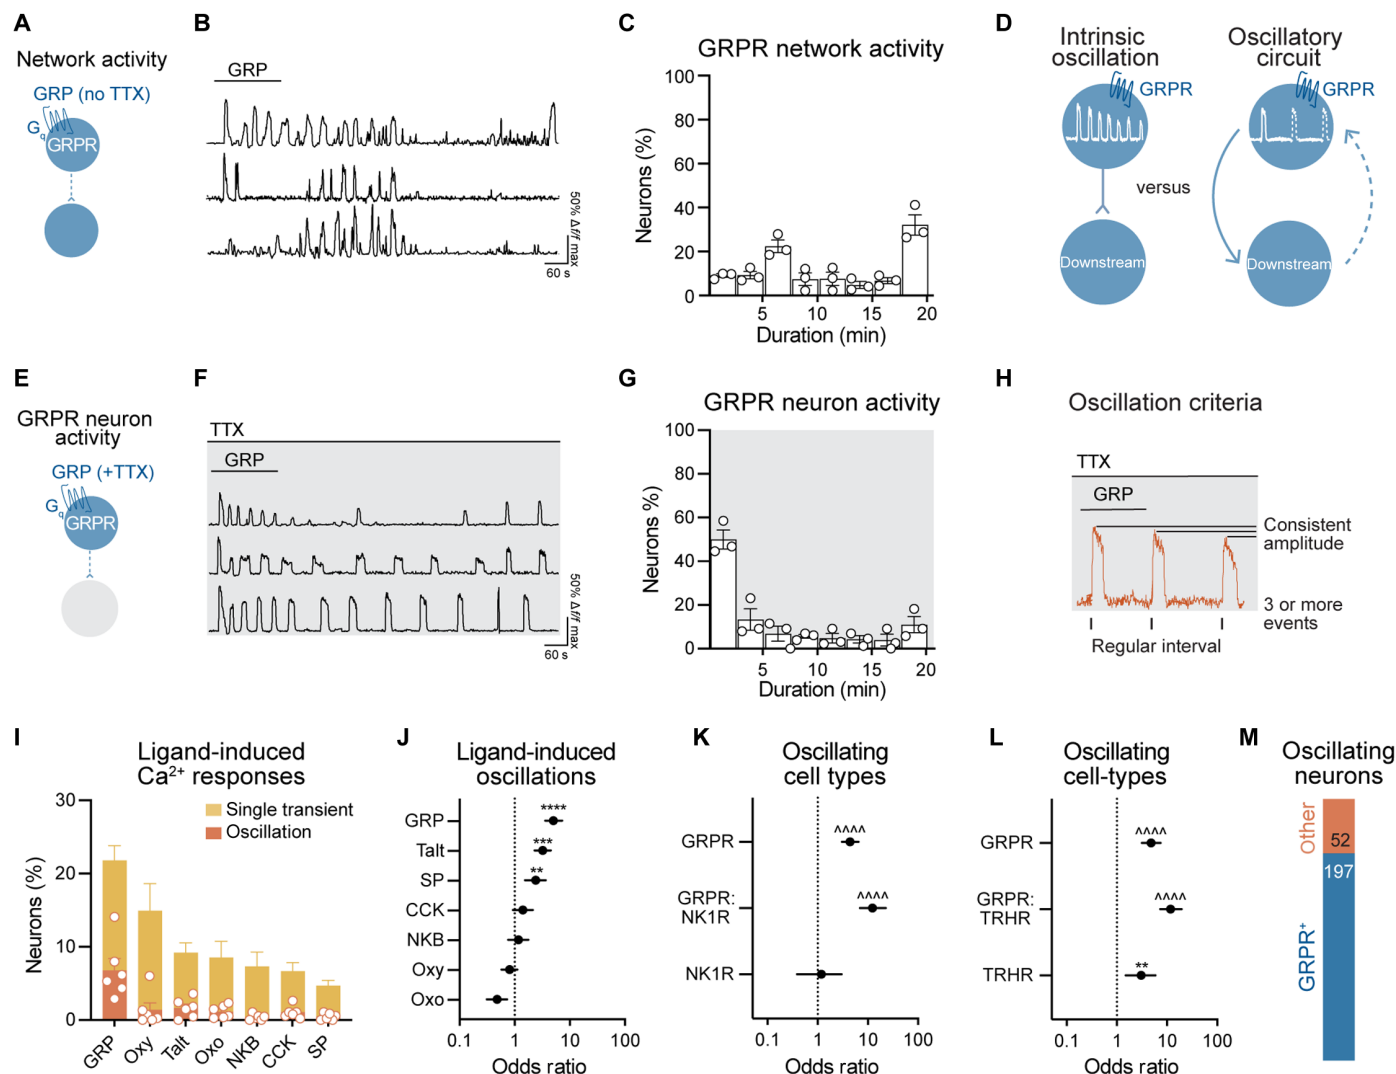 A
Network activity
GRP (no TTX)
Gq
GRPR
B
GRP
50% Δf/f max
60 s
C
GRPR network activity
Neurons (%)
100
80
60
40
20
0
5
10
15
20
Duration (min)
D
Intrinsic
oscillation
GRPR
Downstream
versus
Oscillatory
circuit
GRPR
Downstream
E
GRPR neuron
activity
GRP (+TTX)
Gq
GRPR
F
TTX
GRP
50% Δf/f max
60 s
G
GRPR neuron activity
Neurons %)
100
80
60
40
20
0
5
10
15
20
Duration (min)
H
Oscillation criteria
TTX
GRP
Consistent
amplitude
3 or more
events
Regular interval
I
Ligand-induced
Ca2+ responses
Neurons (%)
30
20
10
0
Single transient
Oscillation
GRP
Oxy
Talt
Oxo
NKB
CCK
SP
J
Ligand-induced
oscillations
GRP
Talt
SP
CCK
NKB
Oxy
Oxo
****
***
**
0.1
1
10
100
Odds ratio
K
Oscillating
cell types
GRPR
GRPR:
NK1R
NK1R
^^^^
^^^^
0.1
1
10
100
Odds ratio
L
Oscillating
cell-types
GRPR
GRPR:
TRHR
TRHR
^^^^
^^^^
**
0.1
1
10
100
Odds ratio
M
Oscillating
neurons
Other
52
197
GRPR+